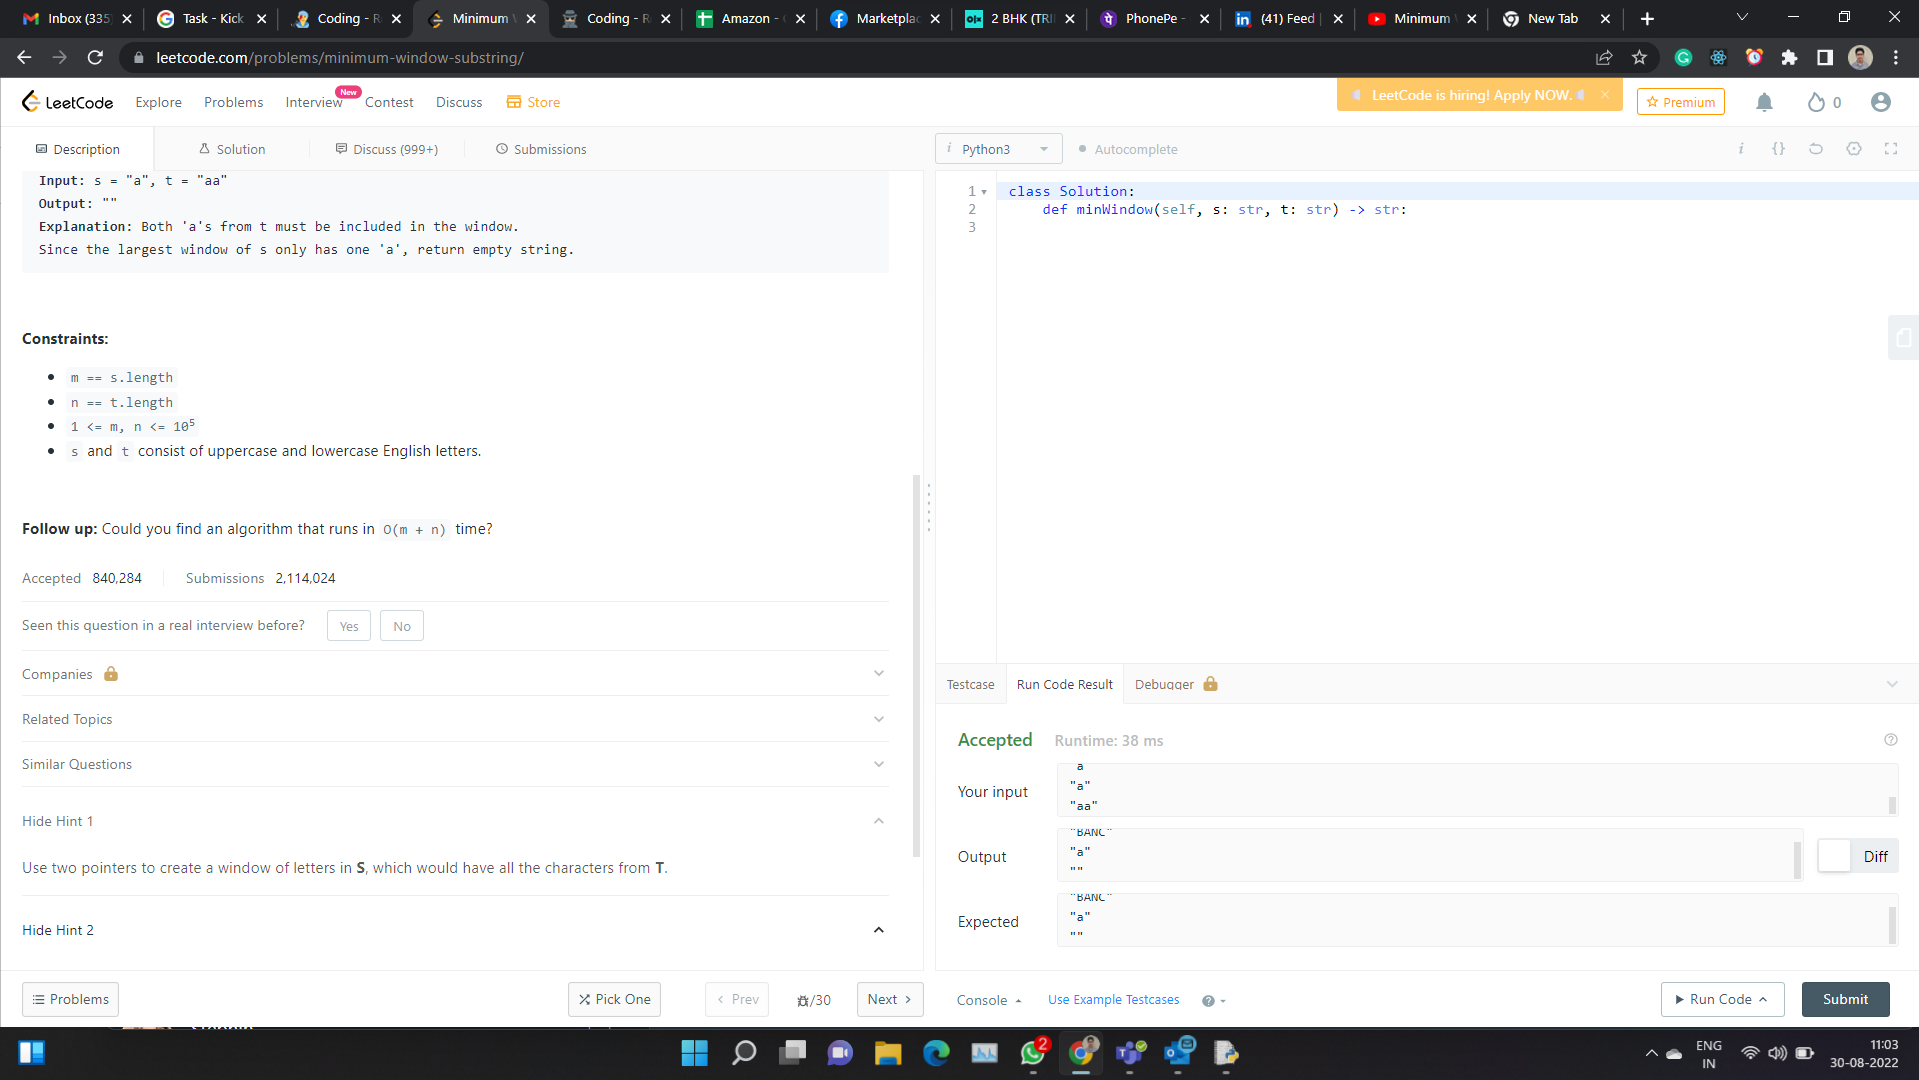 Inbox (335)
Task - Kick
Coding - R
Minimum
Coding - R
Amazon -
Marketplac
2 BHK (TRI
PhonePe -
(41) Feed
Minimum
New Tab
leetcode.com/problems/minimum-window-substring/
LeetCode
Explore
Problems
Interview
New
Contest
Discuss
Store
LeetCode is hiring! Apply NOW.
Premium
0
Description
Solution
Discuss (999+)
Submissions
Python3
Autocomplete
Input: s = "a", t = "aa"
Output: ""
Explanation: Both 'a's from t must be included in the window.
Since the largest window of s only has one 'a', return empty string.
Constraints:
m == s.length
n == t.length
1 <= m, n <= 10⁵
s and t consist of uppercase and lowercase English letters.
Follow up: Could you find an algorithm that runs in O(m + n) time?
Accepted 840,284 Submissions 2,114,024
Seen this question in a real interview before? Yes No
Companies
Related Topics
Similar Questions
Hide Hint 1
Use two pointers to create a window of letters in S, which would have all the characters from T.
Hide Hint 2
Problems
Pick One
Prev
/30
Next
1 class Solution:
2 def minWindow(self, s: str, t: str) -> str:
3
Testcase
Run Code Result
Debugger
Accepted Runtime: 38 ms
Your input
a
"a"
"aa"
Output
"BANC"
"a"
""
Diff
Expected
"BANC"
"a"
""
Console
Use Example Testcases
Run Code
Submit
2
ENG
IN
11:03
30-08-2022